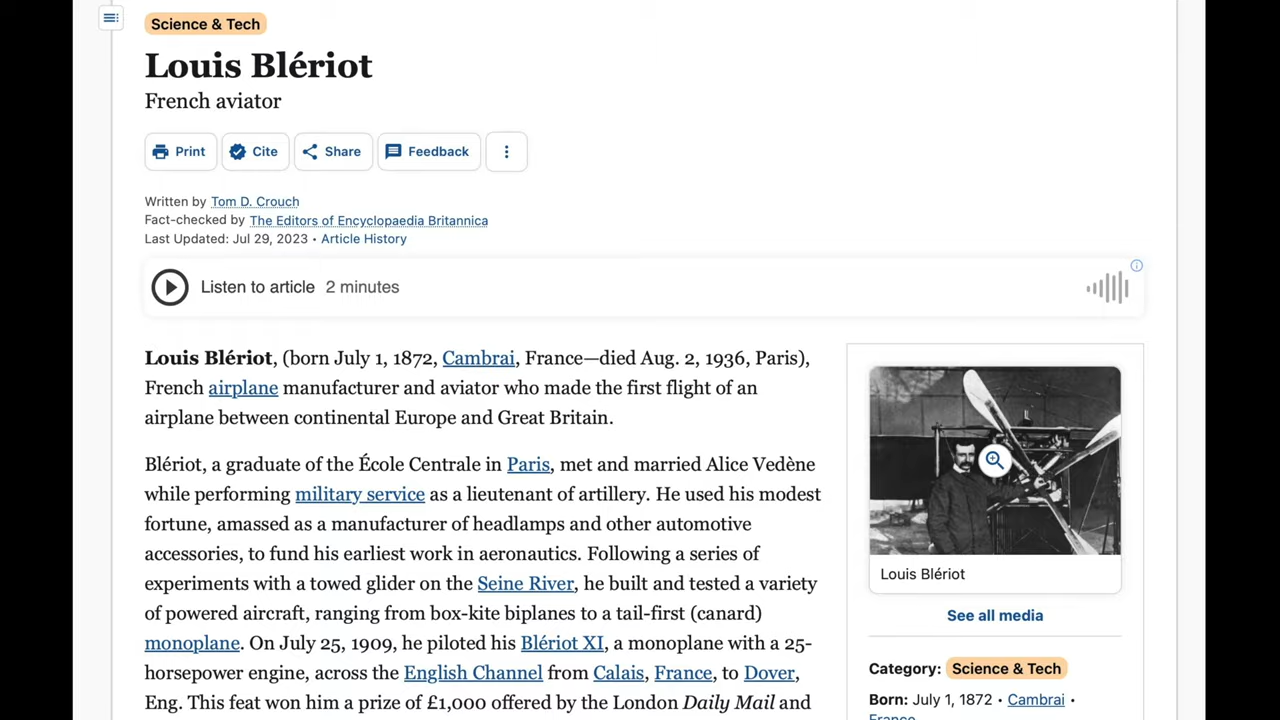 Science & Tech
Louis Blériot
French aviator
Print Cite Share Feedback
Written by Tom D. Crouch
Fact-checked by The Editors of Encyclopaedia Britannica
Last Updated: Jul 29, 2023 • Article History
Listen to article 2 minutes
Louis Blériot, (born July 1, 1872, Cambrai, France—died Aug. 2, 1936, Paris),
French airplane manufacturer and aviator who made the first flight of an
airplane between continental Europe and Great Britain.
Blériot, a graduate of the École Centrale in Paris, met and married Alice Vedène
while performing military service as a lieutenant of artillery. He used his modest
fortune, amassed as a manufacturer of headlamps and other automotive
accessories, to fund his earliest work in aeronautics. Following a series of
experiments with a towed glider on the Seine River, he built and tested a variety
of powered aircraft, ranging from box-kite biplanes to a tail-first (canard)
monoplane. On July 25, 1909, he piloted his Blériot XI, a monoplane with a 25-
horsepower engine, across the English Channel from Calais, France, to Dover,
Eng. This feat won him a prize of £1,000 offered by the London Daily Mail and
Louis Blériot
See all media
Category: Science & Tech
Born: July 1, 1872 • Cambrai •
France